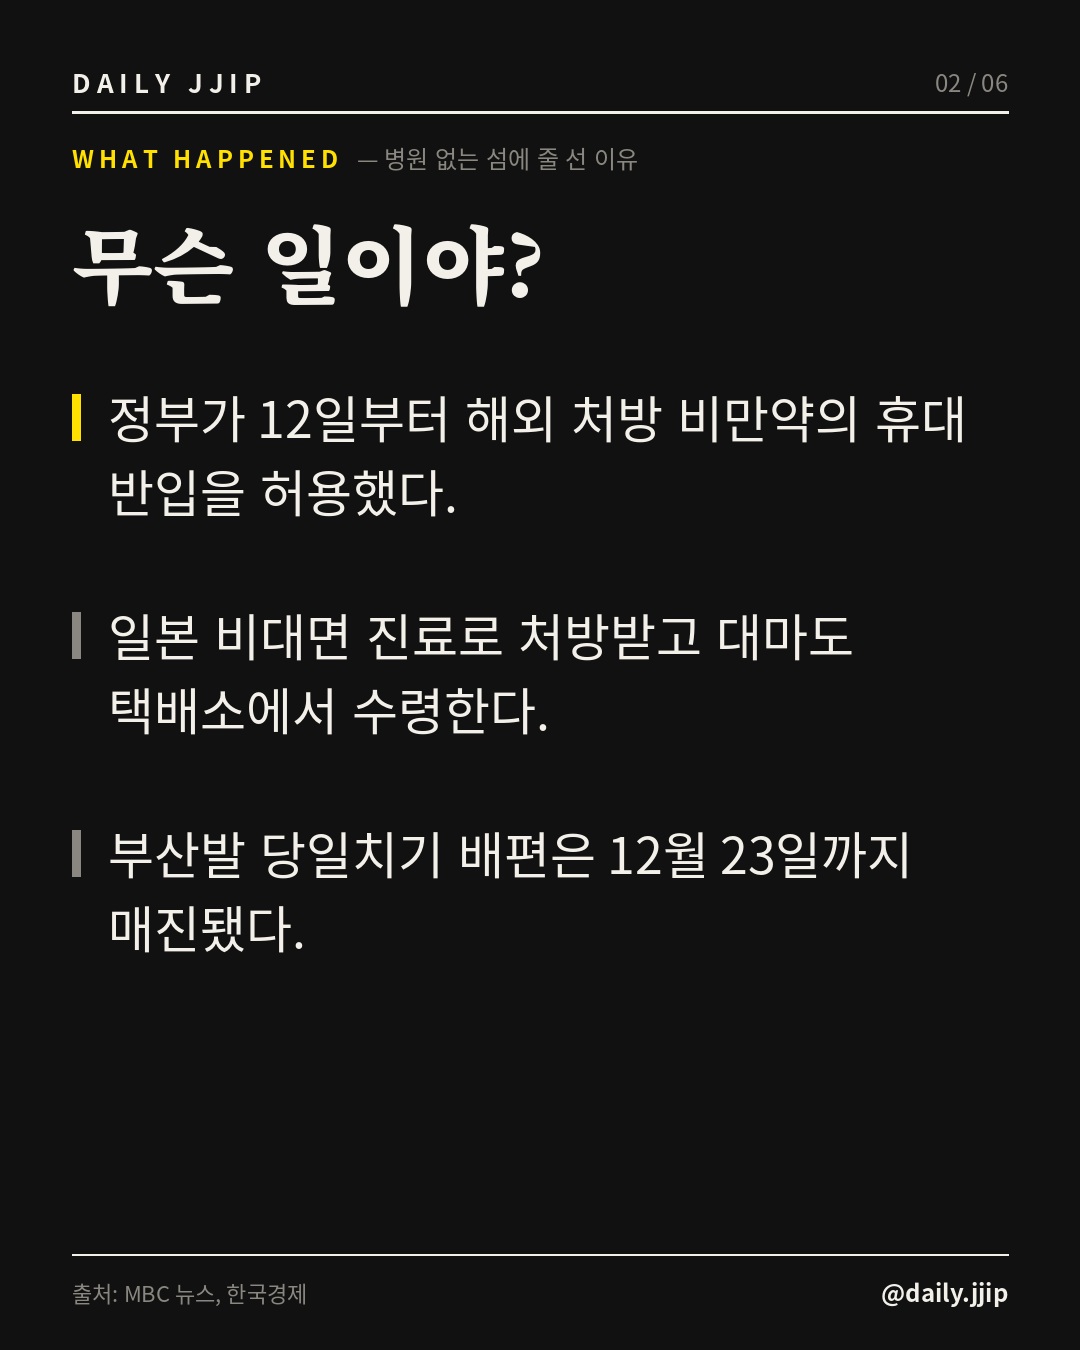 DAILY JJIP
02 / 06
WHAT HAPPENED — 병원 없는 섬에 줄 선 이유
무슨 일이야?
정부가 12일부터 해외 처방 비만약의 휴대
반입을 허용했다.
일본 비대면 진료로 처방받고 대마도
택배소에서 수령한다.
부산발 당일치기 배편은 12월 23일까지
매진됐다.
출처: MBC 뉴스, 한국경제
@daily.jjip